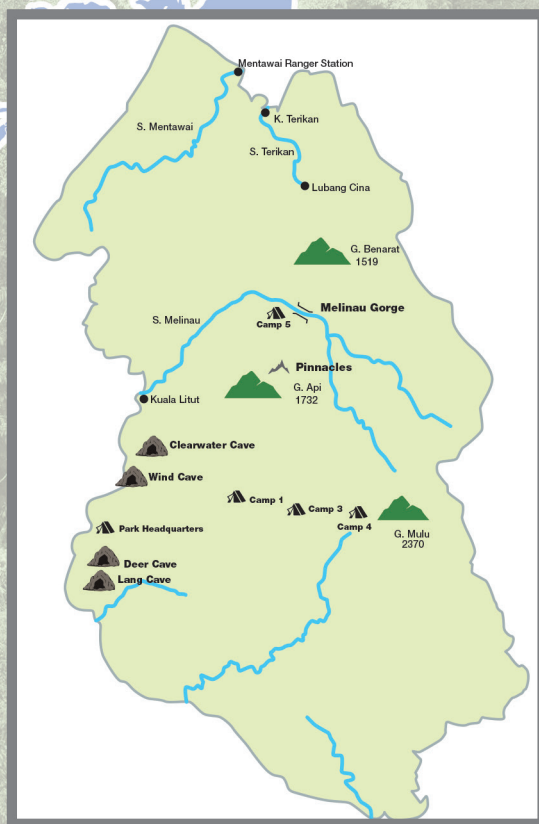 Mentawai Ranger Station
K. Terikan
S. Mentawai
S. Terikan
Lubang Cina
G. Benarat
1519
Melinau Gorge
S. Melinau
Camp 5
Pinnacles
G. Api
1732
Kuala Litut
Clearwater Cave
Wind Cave
Camp 1
Camp 3
Camp 4
Park Headquarters
G. Mulu
2370
Deer Cave
Lang Cave